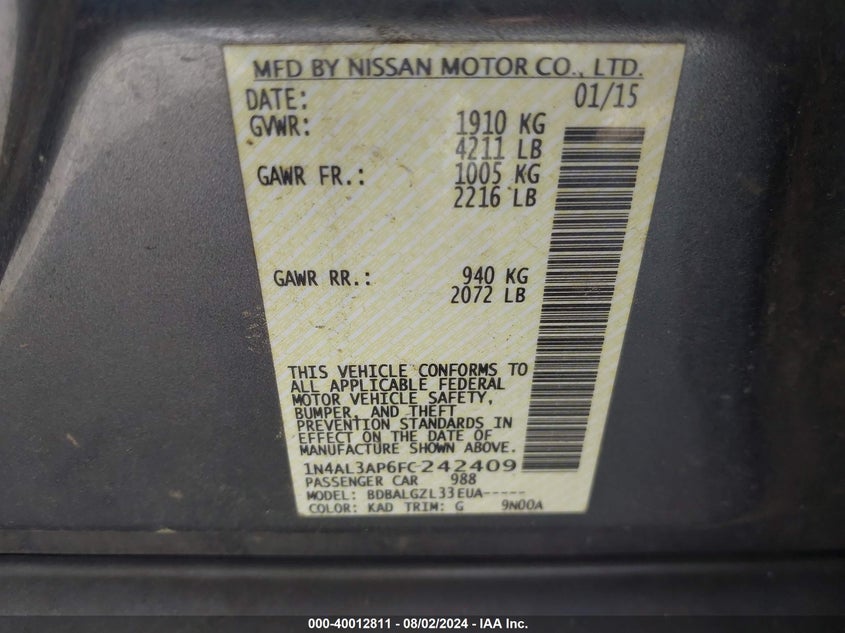 MFD BY NISSAN MOTOR CO., LTD.
DATE: 01/15
GVWR: 1910 KG
4211 LB
GAWR FR.: 1005 KG
2216 LB
GAWR RR.: 940 KG
2072 LB
THIS VEHICLE CONFORMS TO
ALL APPLICABLE FEDERAL
MOTOR VEHICLE SAFETY,
BUMPER, AND THEFT
PREVENTION STANDARDS IN
EFFECT ON THE DATE OF
MANUFACTURE SHOWN ABOVE.
1N4AL3AP6FC242409
PASSENGER CAR 988
MODEL: BDBALGZL33EUA-----
COLOR: KAD TRIM: G 9N00A
000-40012811 - 08/02/2024 - IAA Inc.